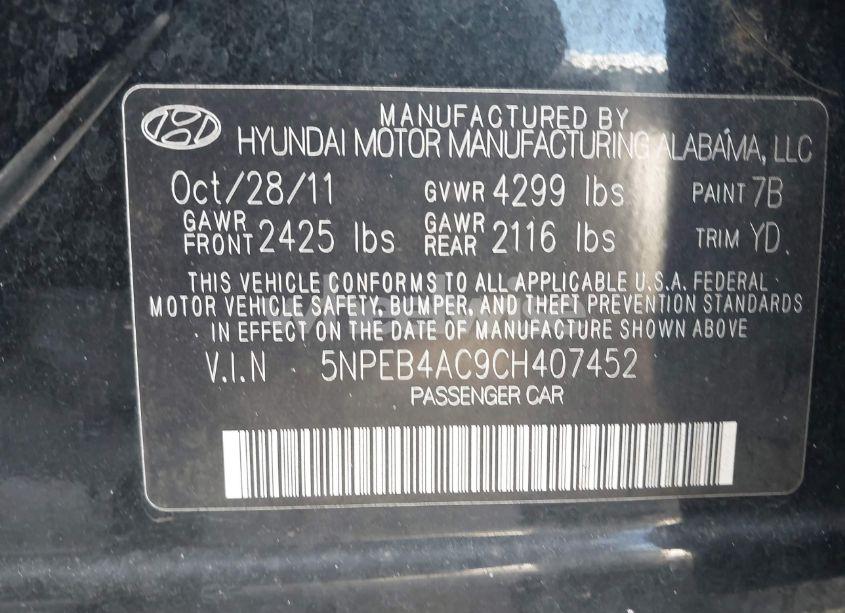 MANUFACTURED BY
HYUNDAI MOTOR MANUFACTURING ALABAMA, LLC
Oct/28/11 GVWR 4299 lbs PAINT 7B
GAWR FRONT 2425 lbs GAWR REAR 2116 lbs TRIM YD
THIS VEHICLE CONFORMS TO ALL APPLICABLE U.S.A. FEDERAL
MOTOR VEHICLE SAFETY, BUMPER, AND THEFT PREVENTION STANDARDS
IN EFFECT ON THE DATE OF MANUFACTURE SHOWN ABOVE.
V.I.N 5NPEB4AC9CH407452
PASSENGER CAR